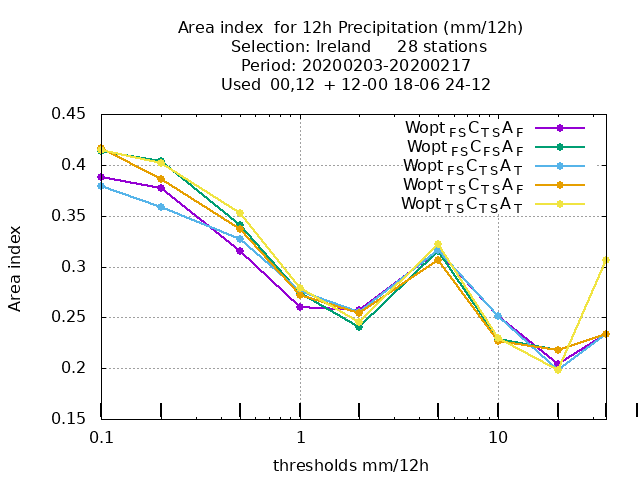 Area index  for 12h Precipitation (mm/12h)
Selection: Ireland     28 stations
Period: 20200203-20200217
Used  00,12  + 12-00 18-06 24-12
0.45
0.4
0.35
0.3
0.25
0.2
0.15
Area index
Wopt FS C TS A F
Wopt FS C FS A F
Wopt FS C TS A T
Wopt TS C TS A F
Wopt TS C TS A T
0.1 1 10
thresholds mm/12h